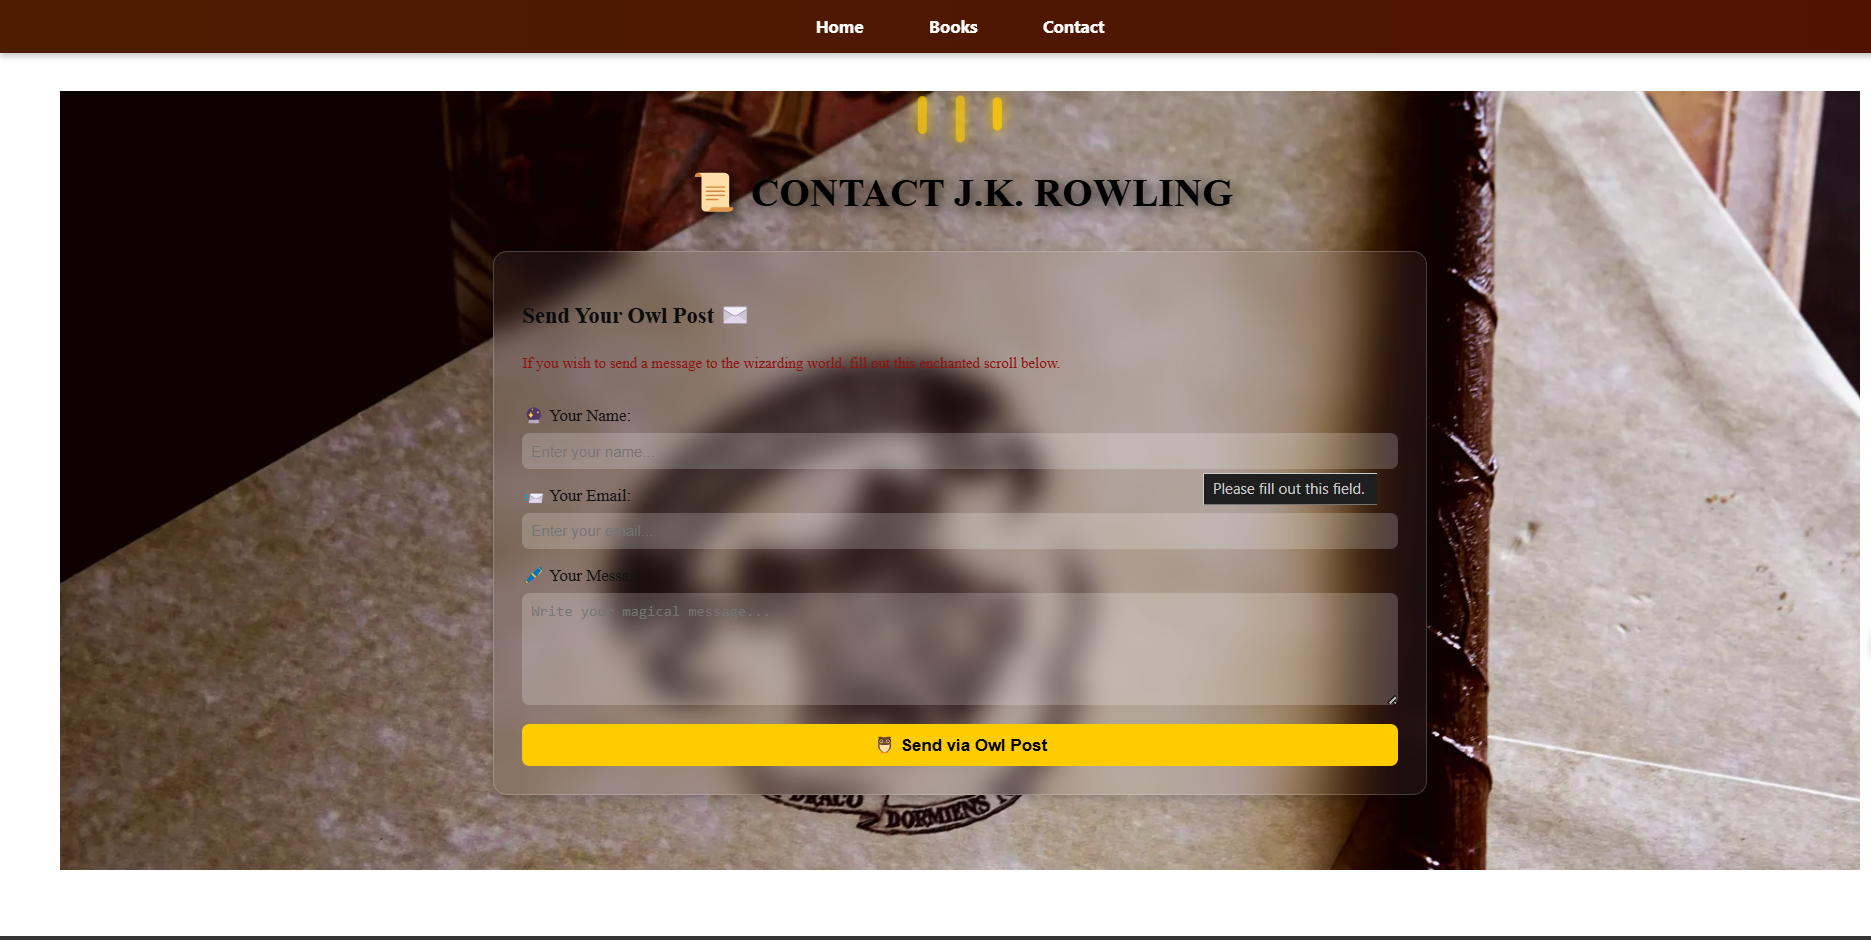 Home Books Contact
📜 CONTACT J.K. ROWLING
Send Your Owl Post ✉️
If you wish to send a message to the wizarding world, fill out this enchanted scroll below.
🔮 Your Name:
Enter your name...
Please fill out this field.
📨 Your Email:
Enter your email...
🖊️ Your Message:
Write your magical message...
🦉 Send via Owl Post
DRACO DORMIENS